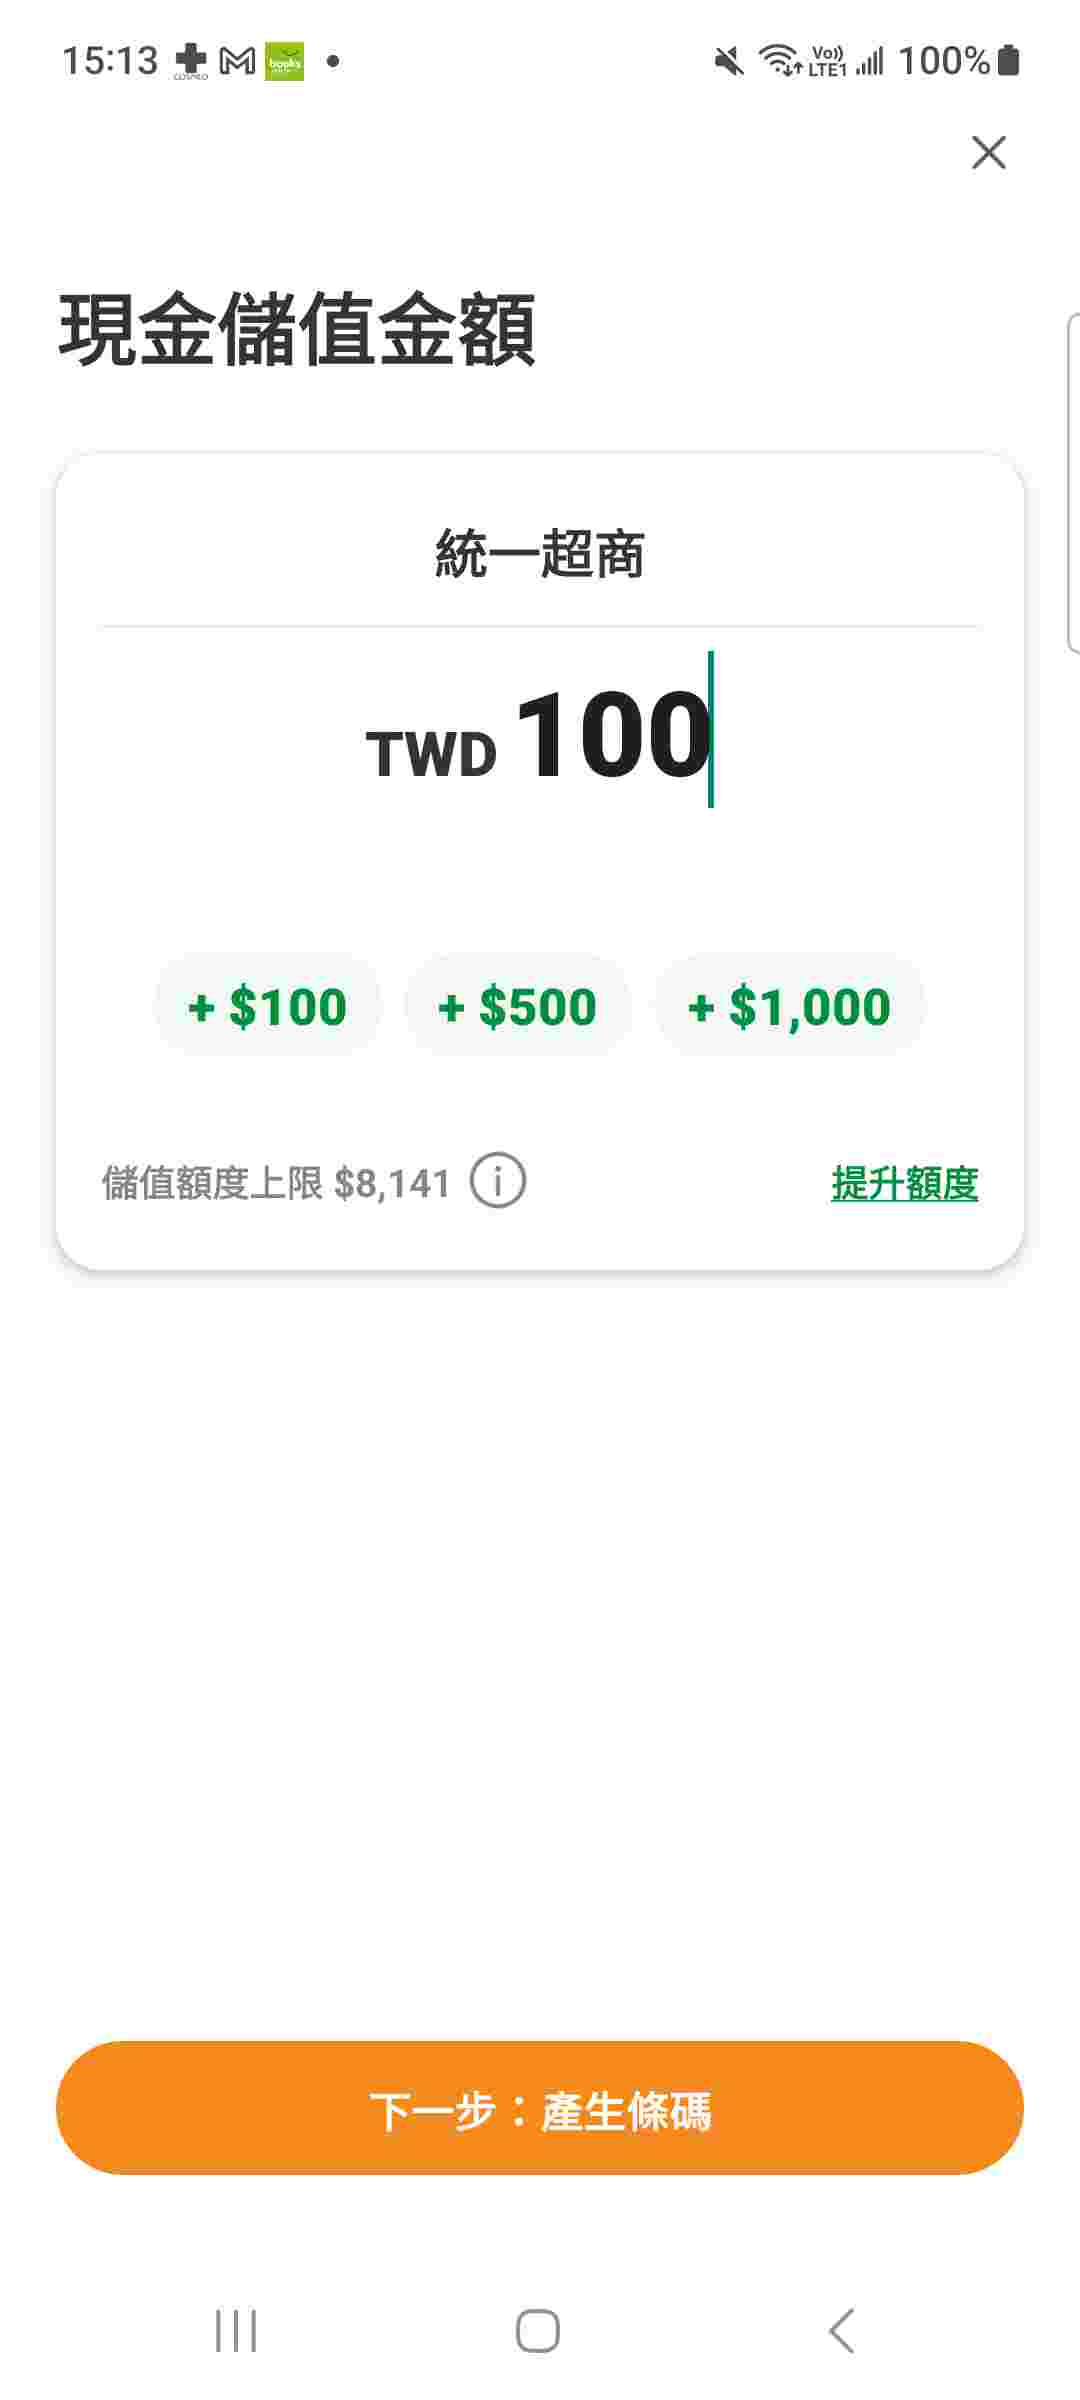 15:13 COSMED books Vo)) LTE1 100%
現金儲值金額
統一超商
TWD 100
+ $100 + $500 + $1,000
儲值額度上限 $8,141 i 提升額度
下一步：產生條碼